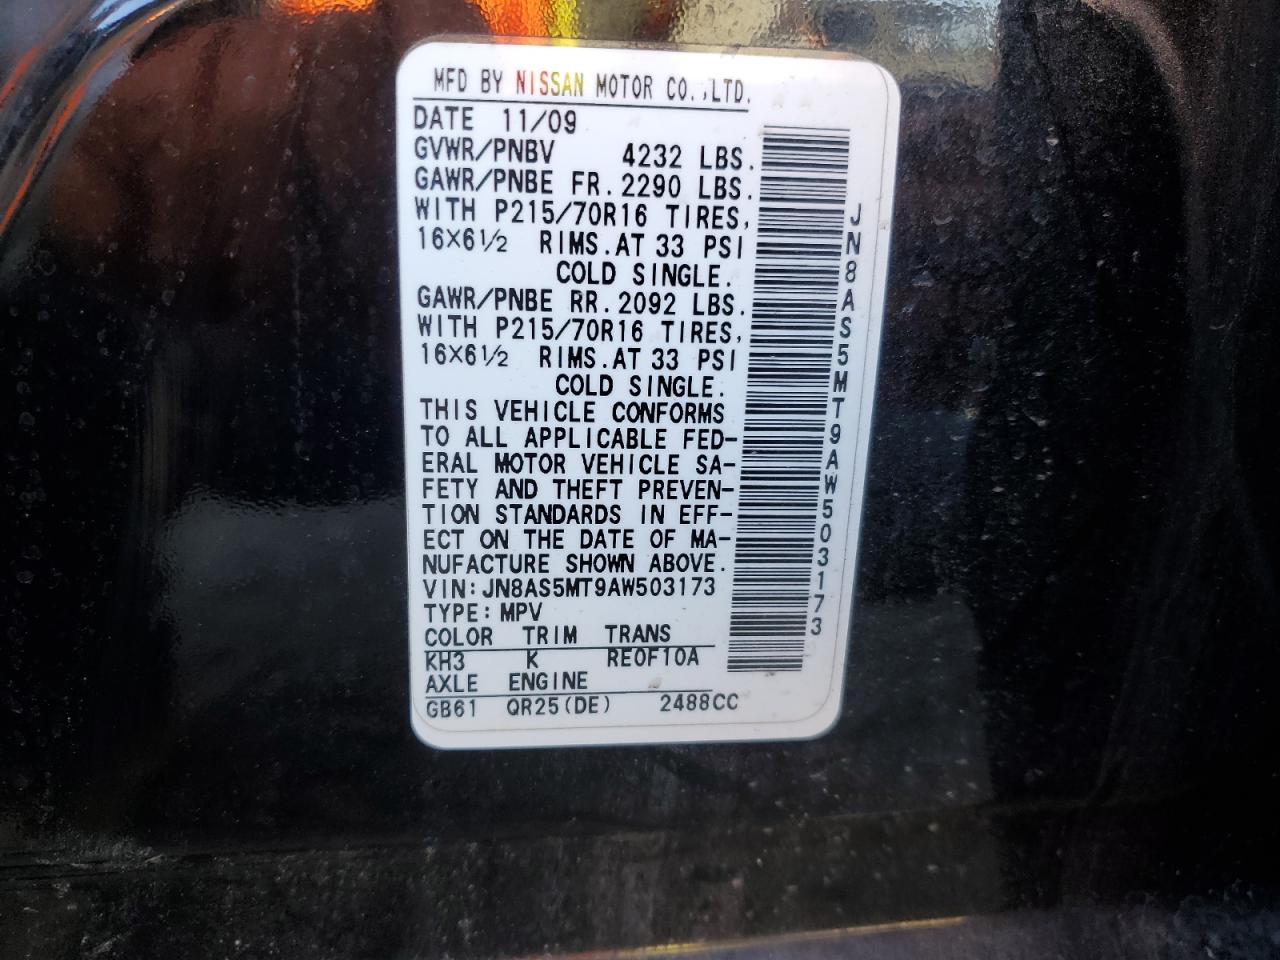 MFD BY NISSAN MOTOR CO.,LTD.
DATE 11/09
GVWR/PNBV 4232 LBS.
GAWR/PNBE FR. 2290 LBS.
WITH P215/70R16 TIRES,
16X6½ RIMS. AT 33 PSI
COLD SINGLE.
GAWR/PNBE RR. 2092 LBS.
WITH P215/70R16 TIRES,
16X6½ RIMS. AT 33 PSI
COLD SINGLE.
THIS VEHICLE CONFORMS
TO ALL APPLICABLE FED-
ERAL MOTOR VEHICLE SA-
FETY AND THEFT PREVEN-
TION STANDARDS IN EFF-
ECT ON THE DATE OF MA-
NUFACTURE SHOWN ABOVE.
VIN: JN8AS5MT9AW503173
TYPE: MPV
COLOR TRIM TRANS
KH3 K RE0F10A
AXLE ENGINE
GB61 QR25(DE) 2488CC
JN8AS5MT9AW503173